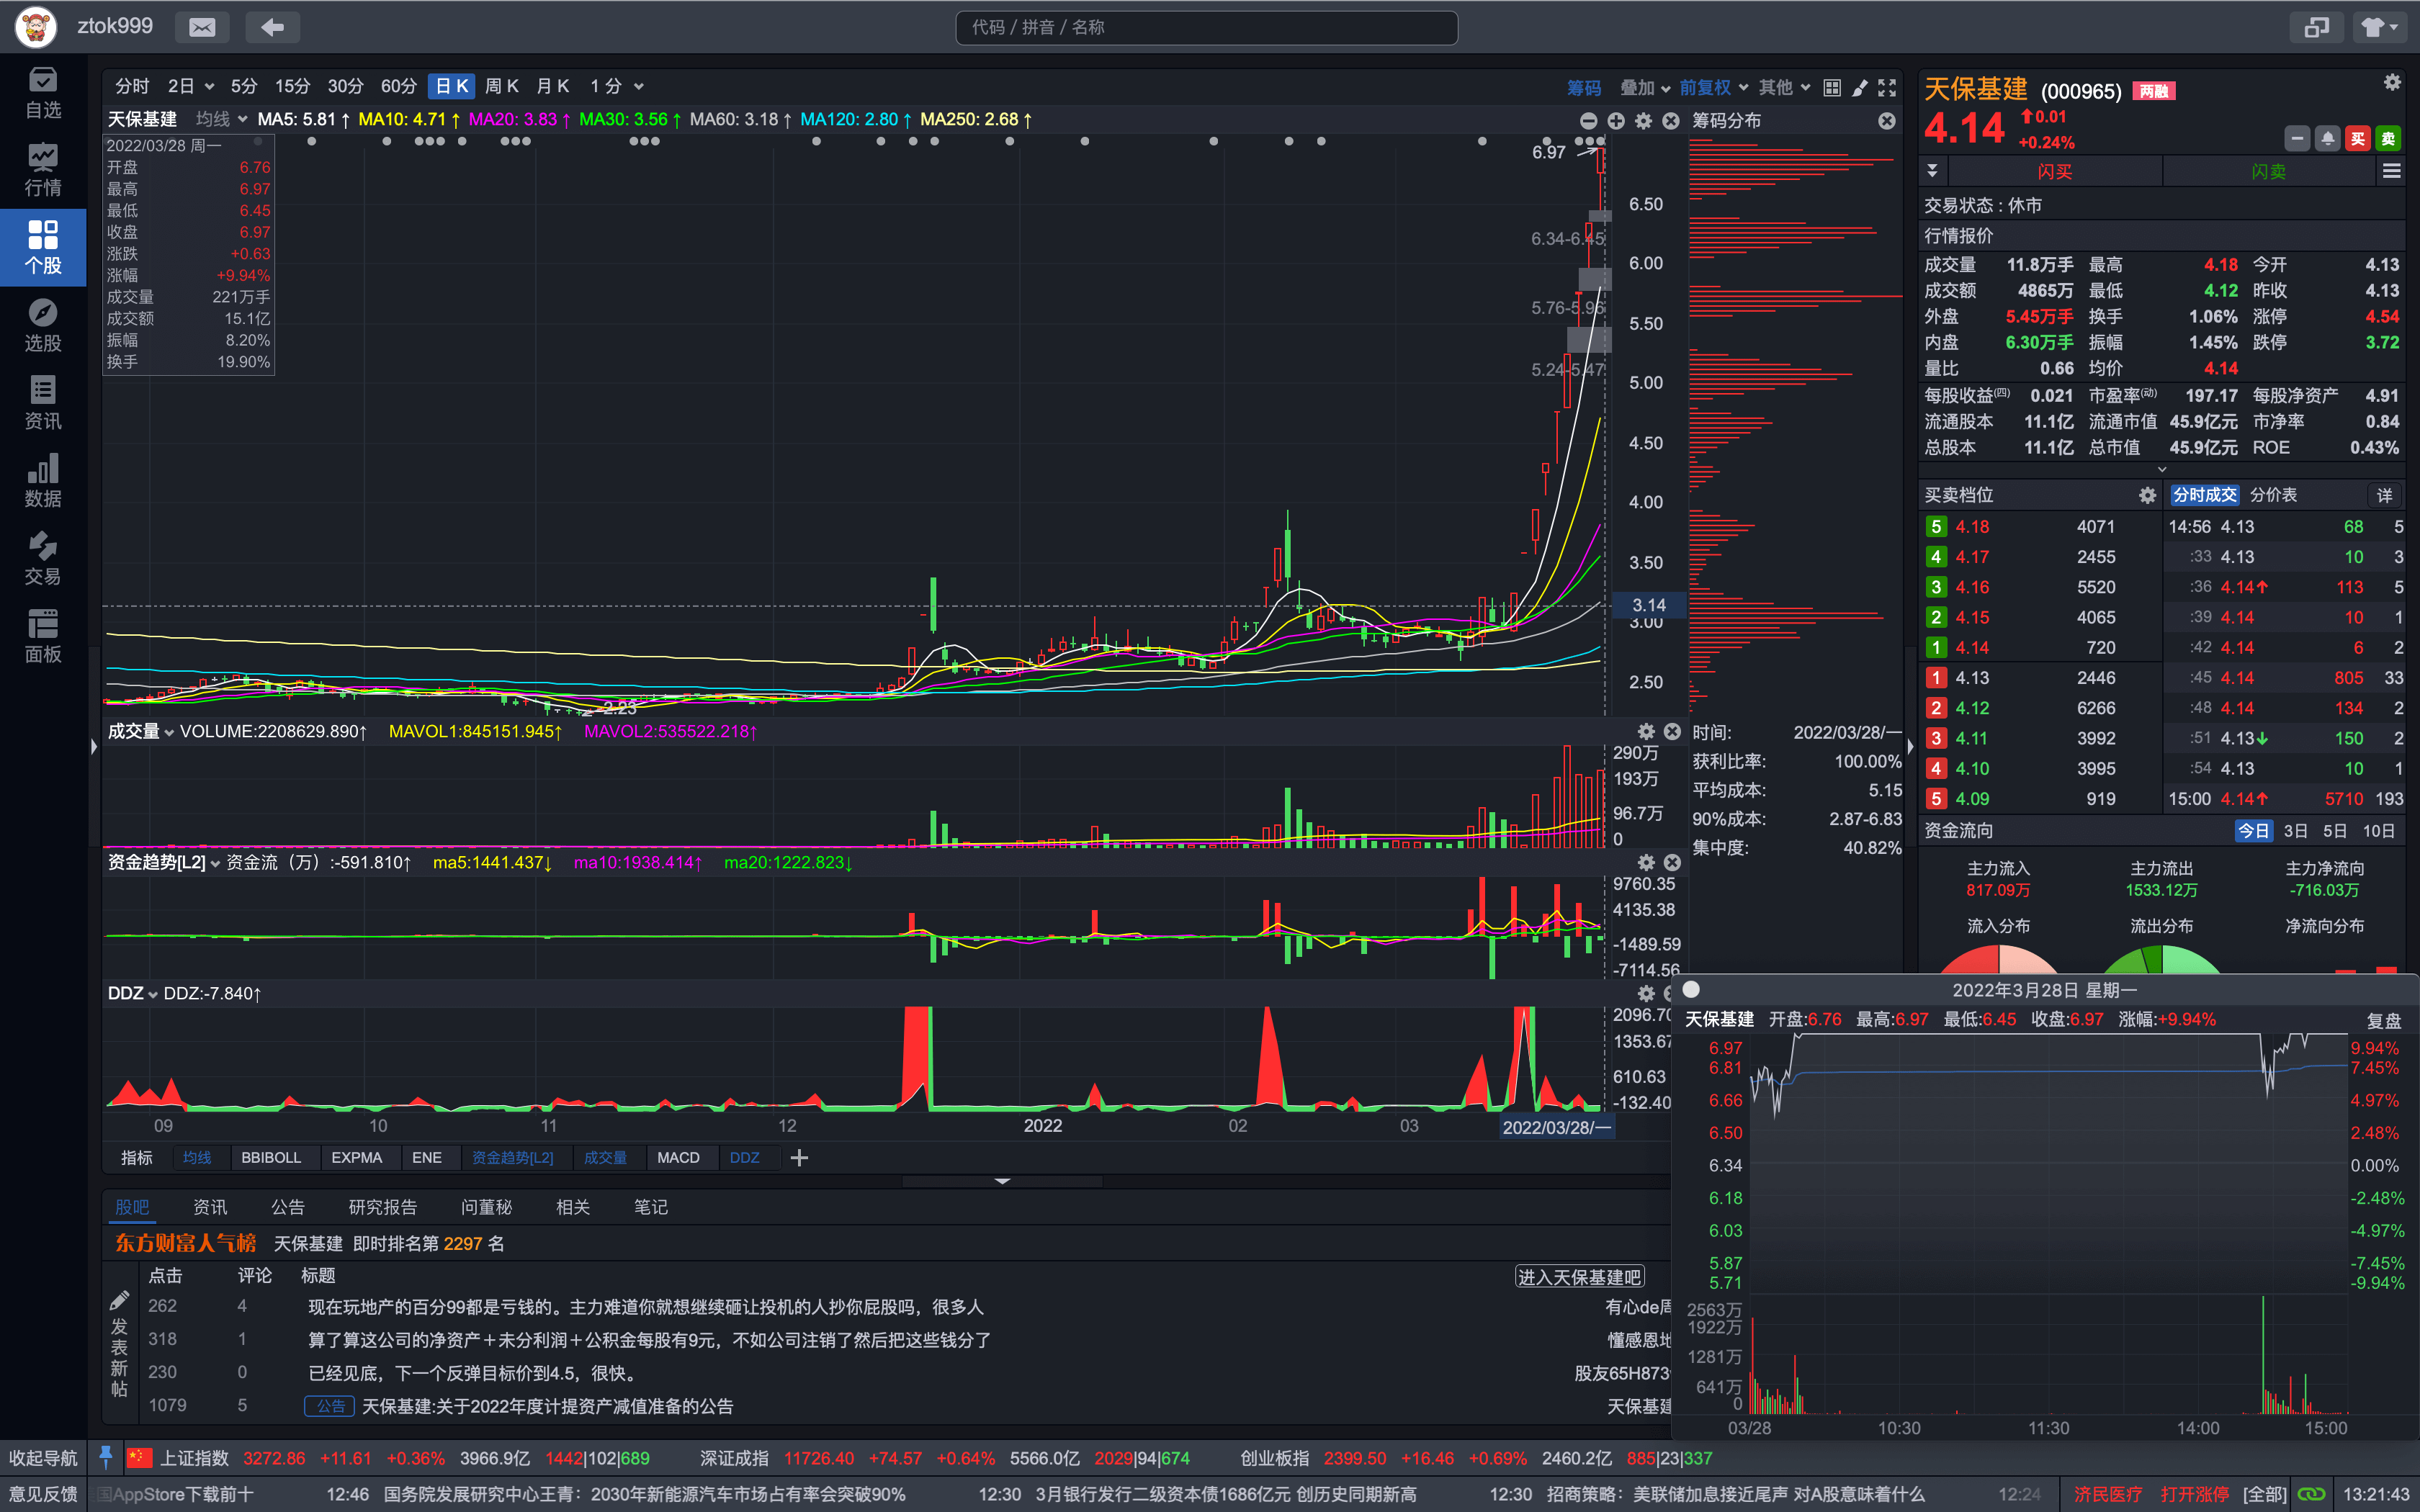 ztok999
代码 / 拼音 / 名称
自选
行情
个股
选股
资讯
数据
交易
面板
分时 2日 5分 15分 30分 60分 日K 周K 月K 1分 筹码 叠加 前复权 其他
天保基建 均线 MA5: 5.81↑ MA10: 4.71↑ MA20: 3.83↑ MA30: 3.56↑ MA60: 3.18↑ MA120: 2.80↑ MA250: 2.68↑
2022/03/28 周一
开盘 6.76
最高 6.97
最低 6.45
收盘 6.97
涨跌 +0.63
涨幅 +9.94%
成交量 221万手
成交额 15.1亿
振幅 8.20%
换手 19.90%
6.97
6.34-6.45
5.76-5.96
5.24-5.47
2.23
6.50
6.00
5.50
5.00
4.50
4.00
3.50
3.14
3.00
2.50
筹码分布
时间: 2022/03/28/一
获利比率: 100.00%
平均成本: 5.15
90%成本: 2.87-6.83
集中度: 40.82%
成交量 VOLUME:2208629.890↑ MAVOL1:845151.945↑ MAVOL2:535522.218↑
290万
193万
96.7万
0
资金趋势[L2] 资金流（万）:-591.810↑ ma5:1441.437↓ ma10:1938.414↑ ma20:1222.823↓
9760.35
4135.38
-1489.59
-7114.56
DDZ DDZ:-7.840↑
2096.70
1353.67
610.63
-132.40
09 10 11 12 2022 02 03 2022/03/28/一
指标 均线 BBIBOLL EXPMA ENE 资金趋势[L2] 成交量 MACD DDZ
股吧 资讯 公告 研究报告 问董秘 相关 笔记
东方财富人气榜 天保基建 即时排名第 2297 名
点击 评论 标题 进入天保基建吧
发表新帖
262 4 现在玩地产的百分99都是亏钱的。主力难道你就想继续砸让投机的人抄你屁股吗，很多人 有心de周
318 1 算了算这公司的净资产＋未分利润＋公积金每股有9元，不如公司注销了然后把这些钱分了 懂感恩地
230 0 已经见底，下一个反弹目标价到4.5，很快。 股友65H873
1079 5 公告 天保基建:关于2022年度计提资产减值准备的公告 天保基建
天保基建 (000965) 两融
4.14 0.01
+0.24%
买 卖
闪买 闪卖
交易状态 : 休市
行情报价
成交量 11.8万手 最高 4.18 今开 4.13
成交额 4865万 最低 4.12 昨收 4.13
外盘 5.45万手 换手 1.06% 涨停 4.54
内盘 6.30万手 振幅 1.45% 跌停 3.72
量比 0.66 均价 4.14
每股收益(四) 0.021 市盈率(动) 197.17 每股净资产 4.91
流通股本 11.1亿 流通市值 45.9亿元 市净率 0.84
总股本 11.1亿 总市值 45.9亿元 ROE 0.43%
买卖档位 分时成交 分价表 详
5 4.18 4071 14:56 4.13 68 5
4 4.17 2455 :33 4.13 10 3
3 4.16 5520 :36 4.14↑ 113 5
2 4.15 4065 :39 4.14 10 1
1 4.14 720 :42 4.14 6 2
1 4.13 2446 :45 4.14 805 33
2 4.12 6266 :48 4.14 134 2
3 4.11 3992 :51 4.13↓ 150 2
4 4.10 3995 :54 4.13 10 1
5 4.09 919 15:00 4.14↑ 5710 193
资金流向 今日 3日 5日 10日
主力流入 主力流出 主力净流向
817.09万 1533.12万 -716.03万
流入分布 流出分布 净流向分布
2022年3月28日 星期一
天保基建 开盘:6.76 最高:6.97 最低:6.45 收盘:6.97 涨幅:+9.94% 复盘
6.97 9.94%
6.81 7.45%
6.66 4.97%
6.50 2.48%
6.34 0.00%
6.18 -2.48%
6.03 -4.97%
5.87 -7.45%
5.71 -9.94%
2563万
1922万
1281万
641万
0
03/28 10:30 11:30 14:00 15:00
收起导航 上证指数 3272.86 +11.61 +0.36% 3966.9亿 1442|102|689 深证成指 11726.40 +74.57 +0.64% 5566.0亿 2029|94|674 创业板指 2399.50 +16.46 +0.69% 2460.2亿 885|23|337
意见反馈 国AppStore下载前十 12:46 国务院发展研究中心王青：2030年新能源汽车市场占有率会突破90% 12:30 3月银行发行二级资本债1686亿元 创历史同期新高 12:30 招商策略：美联储加息接近尾声 对A股意味着什么 12:24 济民医疗 打开涨停 [全部] 13:21:43